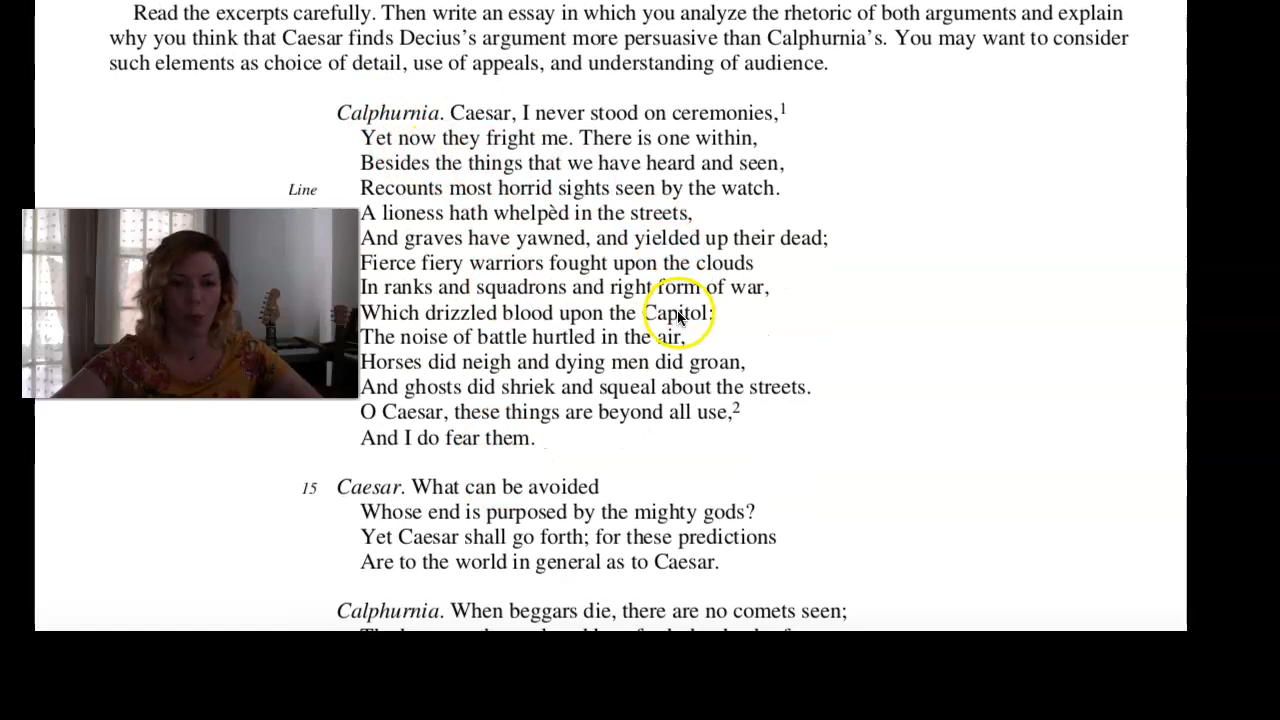 Read the excerpts carefully. Then write an essay in which you analyze the rhetoric of both arguments and explain
why you think that Caesar finds Decius’s argument more persuasive than Calphurnia’s. You may want to consider
such elements as choice of detail, use of appeals, and understanding of audience.
Calphurnia. Caesar, I never stood on ceremonies,1
Yet now they fright me. There is one within,
Besides the things that we have heard and seen,
Line Recounts most horrid sights seen by the watch.
A lioness hath whelpèd in the streets,
And graves have yawned, and yielded up their dead;
Fierce fiery warriors fought upon the clouds
In ranks and squadrons and right form of war,
Which drizzled blood upon the Capitol:
The noise of battle hurtled in the air,
Horses did neigh and dying men did groan,
And ghosts did shriek and squeal about the streets.
O Caesar, these things are beyond all use,2
And I do fear them.
15 Caesar. What can be avoided
Whose end is purposed by the mighty gods?
Yet Caesar shall go forth; for these predictions
Are to the world in general as to Caesar.
Calphurnia. When beggars die, there are no comets seen;